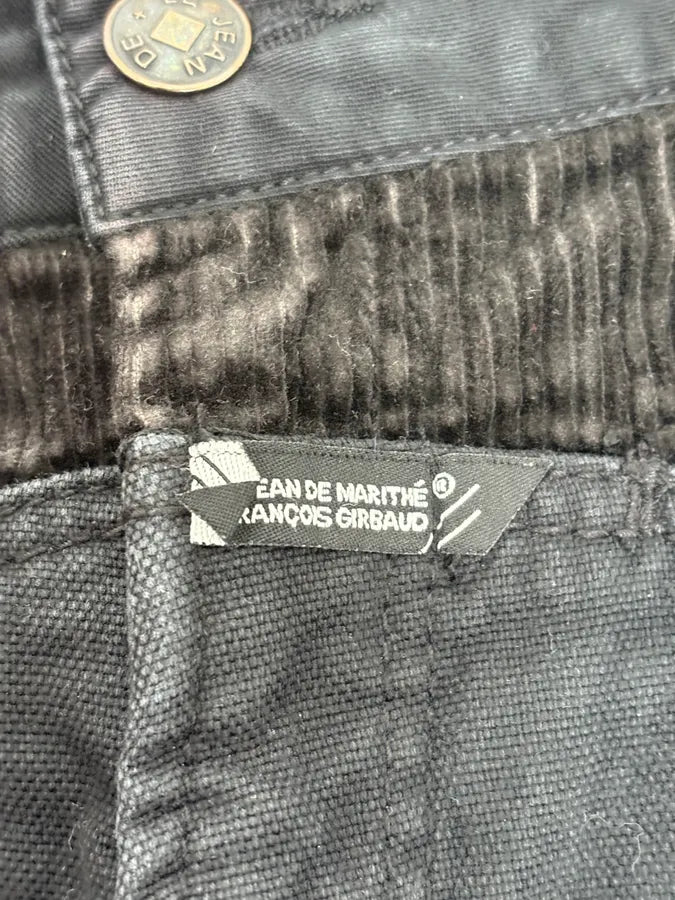 JEAN DE +
EAN DE MARITHÉ®
RANÇOIS GIRBAUD